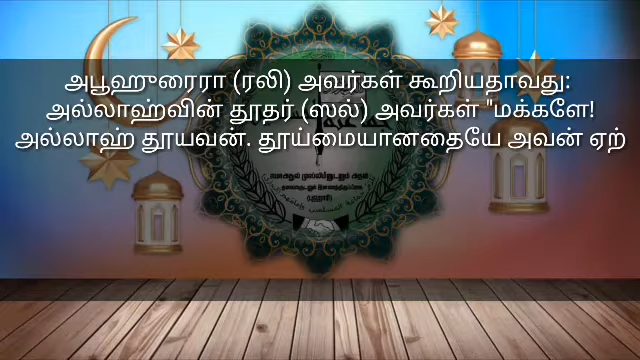 அபூஹுரைரா (ரலி) அவர்கள் கூறியதாவது:
அல்லாஹ்வின் தூதர் (ஸல்) அவர்கள் "மக்களே!
அல்லாஹ் தூயவன். தூய்மையானதையே அவன் ஏற்